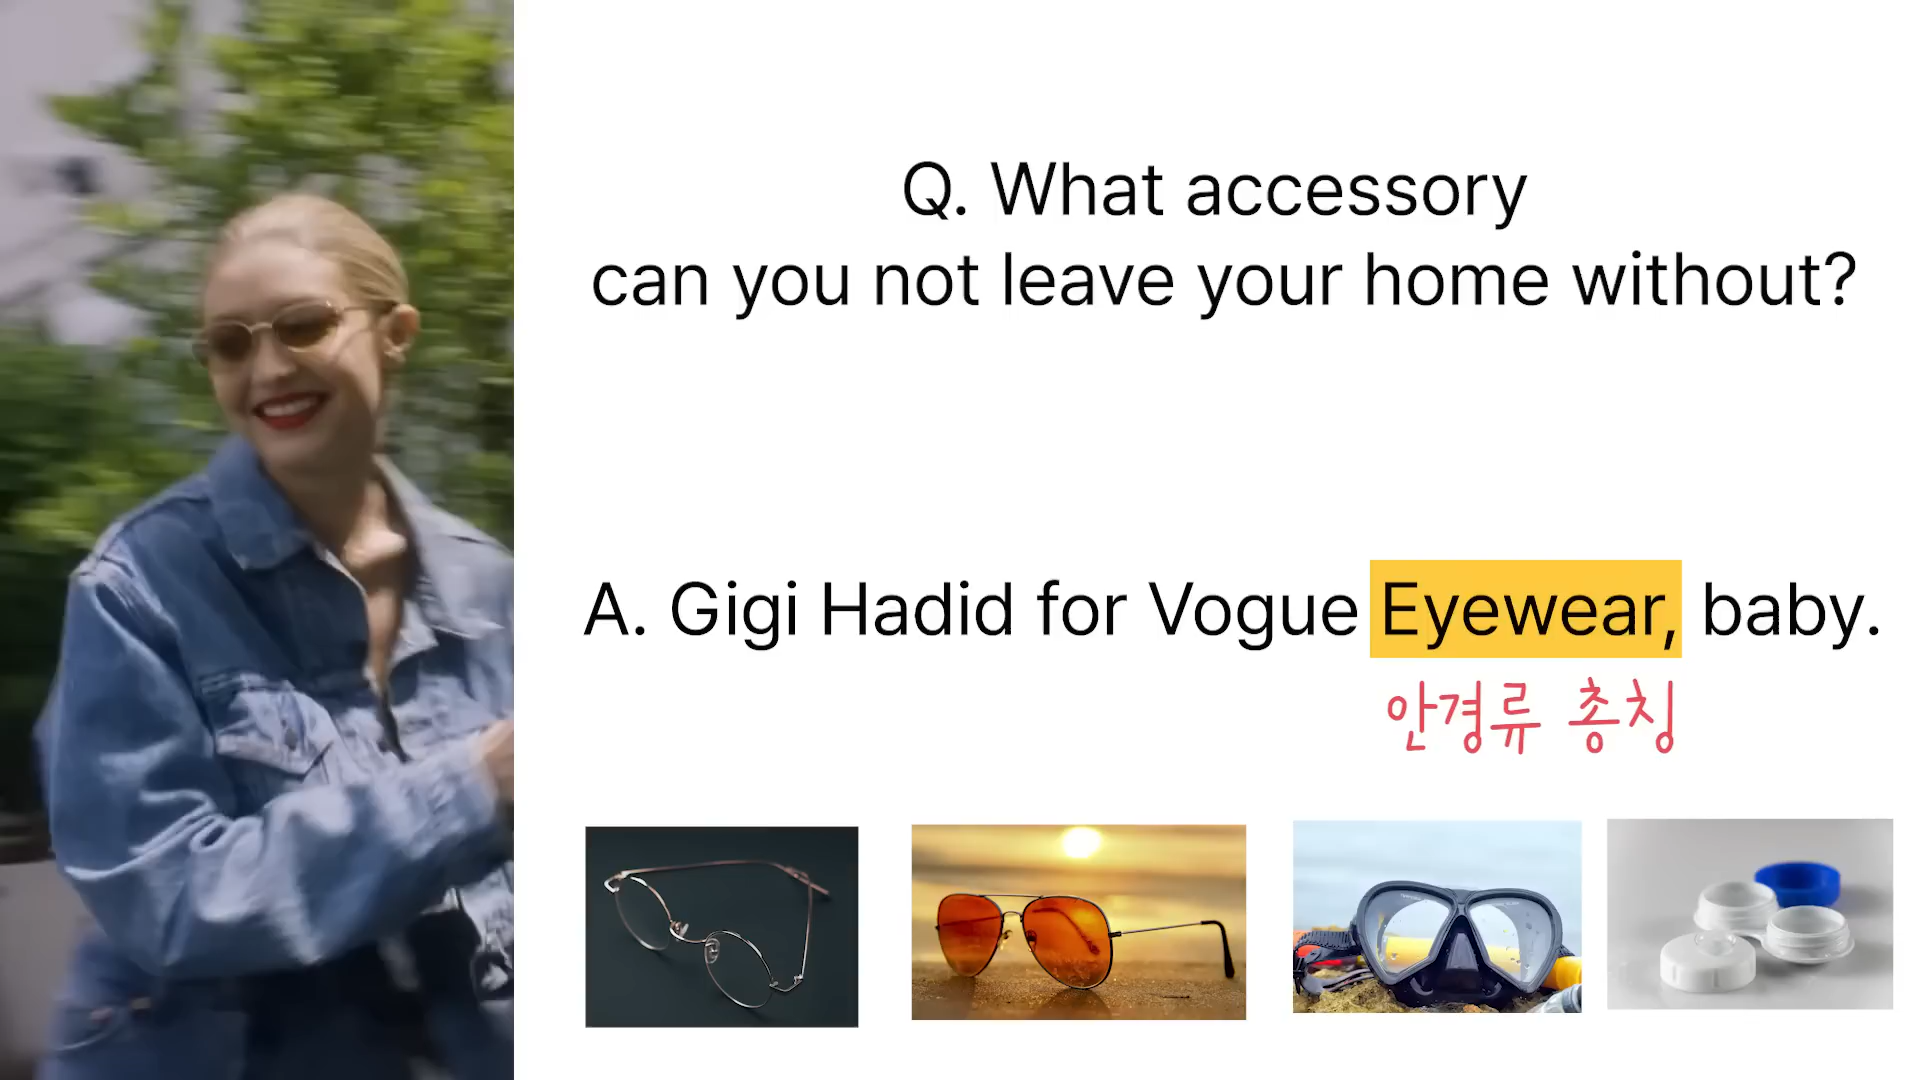 Q. What accessory
can you not leave your home without?
A. Gigi Hadid for Vogue Eyewear, baby.
안경류 총칭